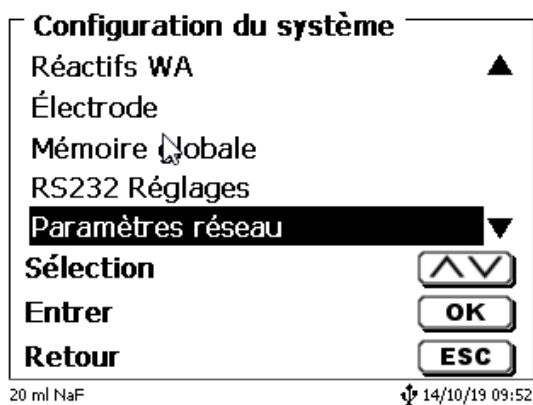 Configuration du système
Réactifs WA
Électrode
Mémoire Globale
RS232 Réglages
Paramètres réseau
Sélection
Entrer OK
Retour ESC
20 ml NaF 14/10/19 09:52